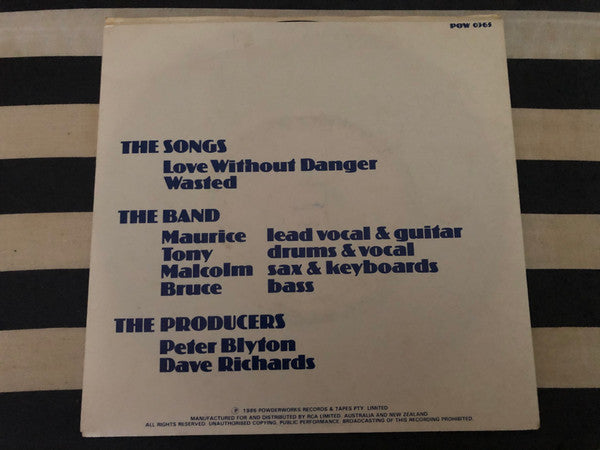 POW 0365
THE SONGS
Love Without Danger
Wasted
THE BAND
Maurice lead vocal & guitar
Tony drums & vocal
Malcolm sax & keyboards
Bruce bass
THE PRODUCERS
Peter Blyton
Dave Richards
℗ 1986 POWDERWORKS RECORDS & TAPES PTY. LIMITED
MANUFACTURED FOR AND DISTRIBUTED BY RCA LIMITED. AUSTRALIA AND NEW ZEALAND
ALL RIGHTS RESERVED. UNAUTHORISED COPYING. PUBLIC PERFORMANCE. BROADCASTING OF THIS RECORDING PROHIBITED.